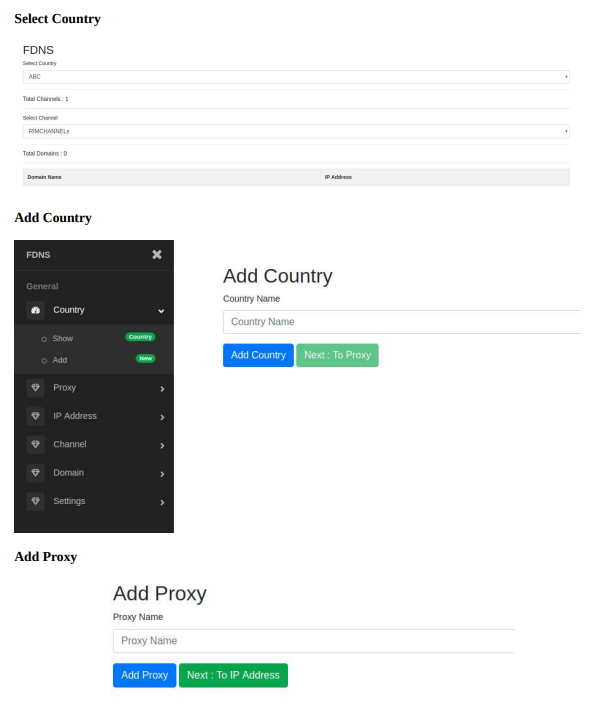 Select Country
FDNS
Select Country
ABC
Total Channels : 1
Select Channel
RIMCHANNELs
Total Domains : 0
Domain Name IP Address
Add Country
FDNS
General
Country
Show Country
Add New
Proxy
IP Address
Channel
Domain
Settings
Add Country
Country Name
Country Name
Add Country Next : To Proxy
Add Proxy
Add Proxy
Proxy Name
Proxy Name
Add Proxy Next : To IP Address